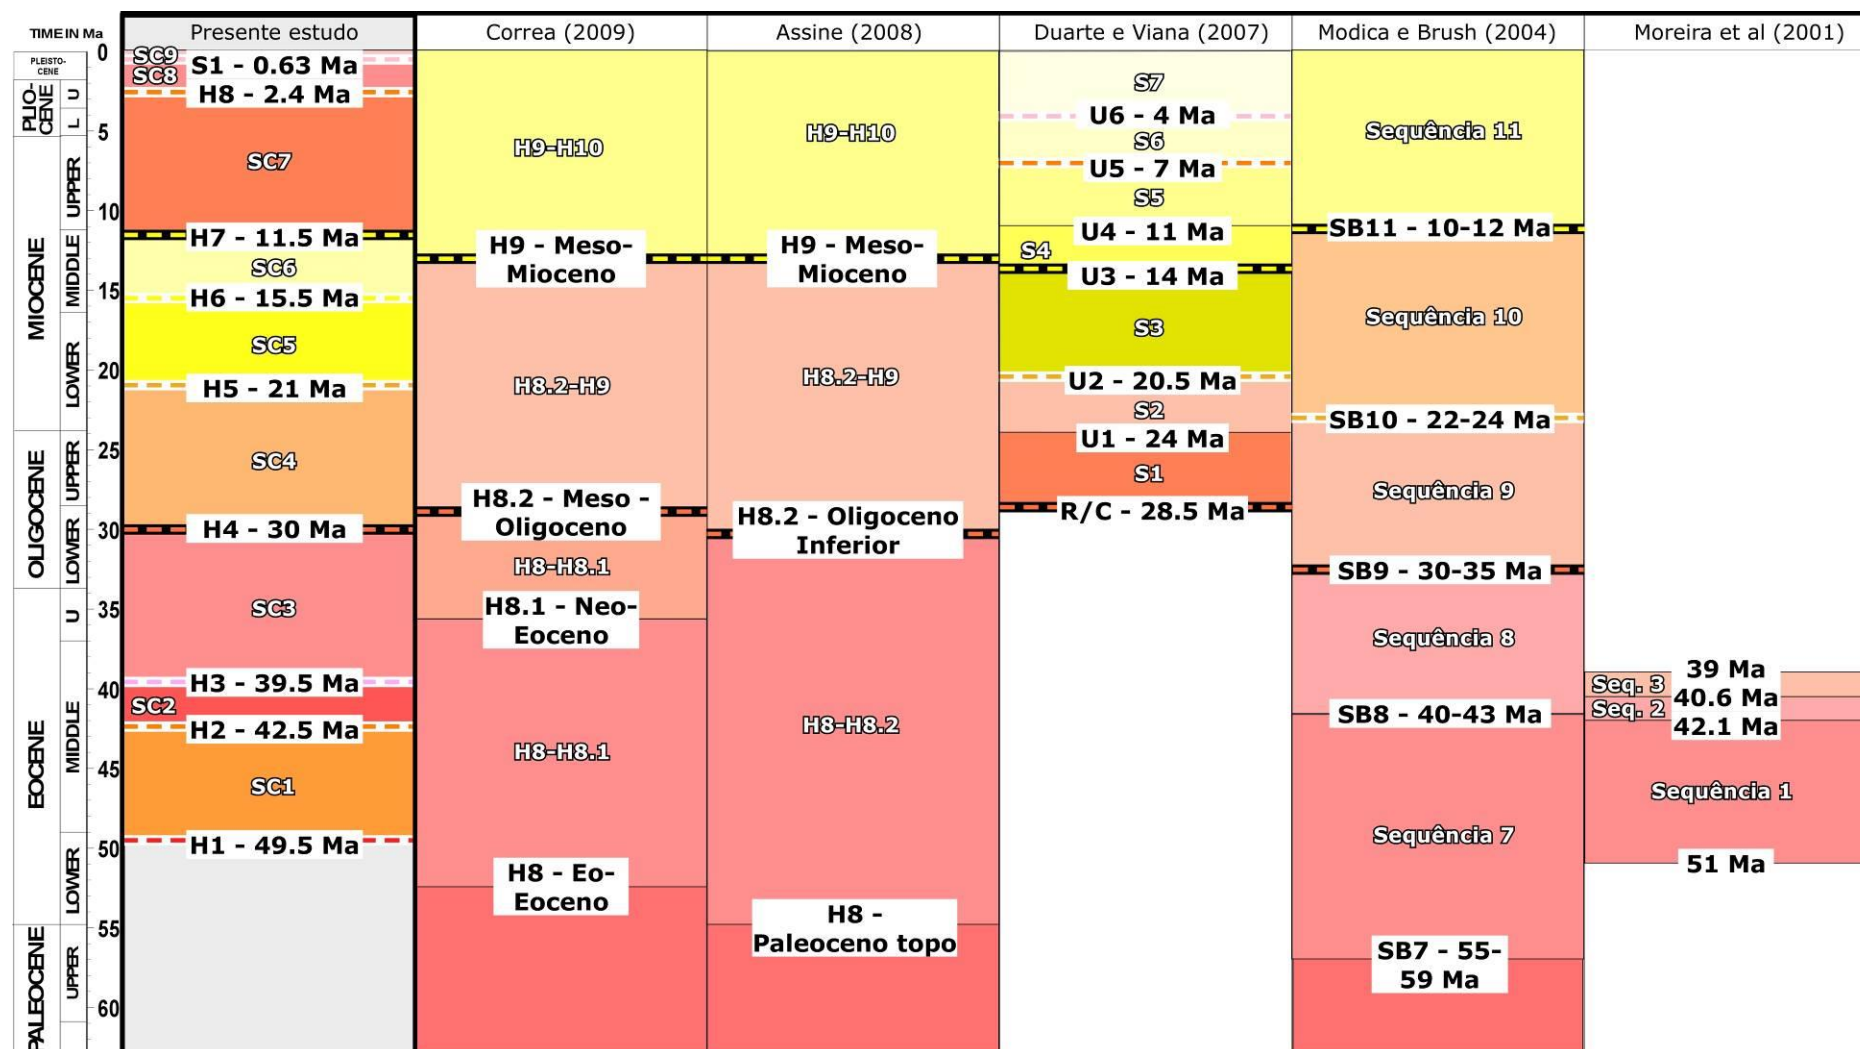 TIME IN Ma
Presente estudo
Correa (2009)
Assine (2008)
Duarte e Viana (2007)
Modica e Brush (2004)
Moreira et al (2001)
0
5
10
15
20
25
30
35
40
45
50
55
60
PLEISTO-
CENE
PLIO-
CENE
U
L
MIOCENE
UPPER
MIDDLE
LOWER
OLIGOCENE
UPPER
LOWER
EOCENE
U
MIDDLE
LOWER
PALEOCENE
UPPER
SC9
S1 - 0.63 Ma
SC8
H8 - 2.4 Ma
SC7
H7 - 11.5 Ma
SC6
H6 - 15.5 Ma
SC5
H5 - 21 Ma
SC4
H4 - 30 Ma
SC3
H3 - 39.5 Ma
SC2
H2 - 42.5 Ma
SC1
H1 - 49.5 Ma
H9-H10
H9 - Meso-
Mioceno
H8.2-H9
H8.2 - Meso -
Oligoceno
H8-H8.1
H8.1 - Neo-
Eoceno
H8-H8.1
H8 - Eo-
Eoceno
H9-H10
H9 - Meso-
Mioceno
H8.2-H9
H8.2 - Oligoceno
Inferior
H8-H8.2
H8 -
Paleoceno topo
S7
U6 - 4 Ma
S6
U5 - 7 Ma
S5
U4 - 11 Ma
S4
U3 - 14 Ma
S3
U2 - 20.5 Ma
S2
U1 - 24 Ma
S1
R/C - 28.5 Ma
Sequência 11
SB11 - 10-12 Ma
Sequência 10
SB10 - 22-24 Ma
Sequência 9
SB9 - 30-35 Ma
Sequência 8
SB8 - 40-43 Ma
Sequência 7
SB7 - 55-
59 Ma
39 Ma
Seq. 3
40.6 Ma
Seq. 2
42.1 Ma
Sequência 1
51 Ma